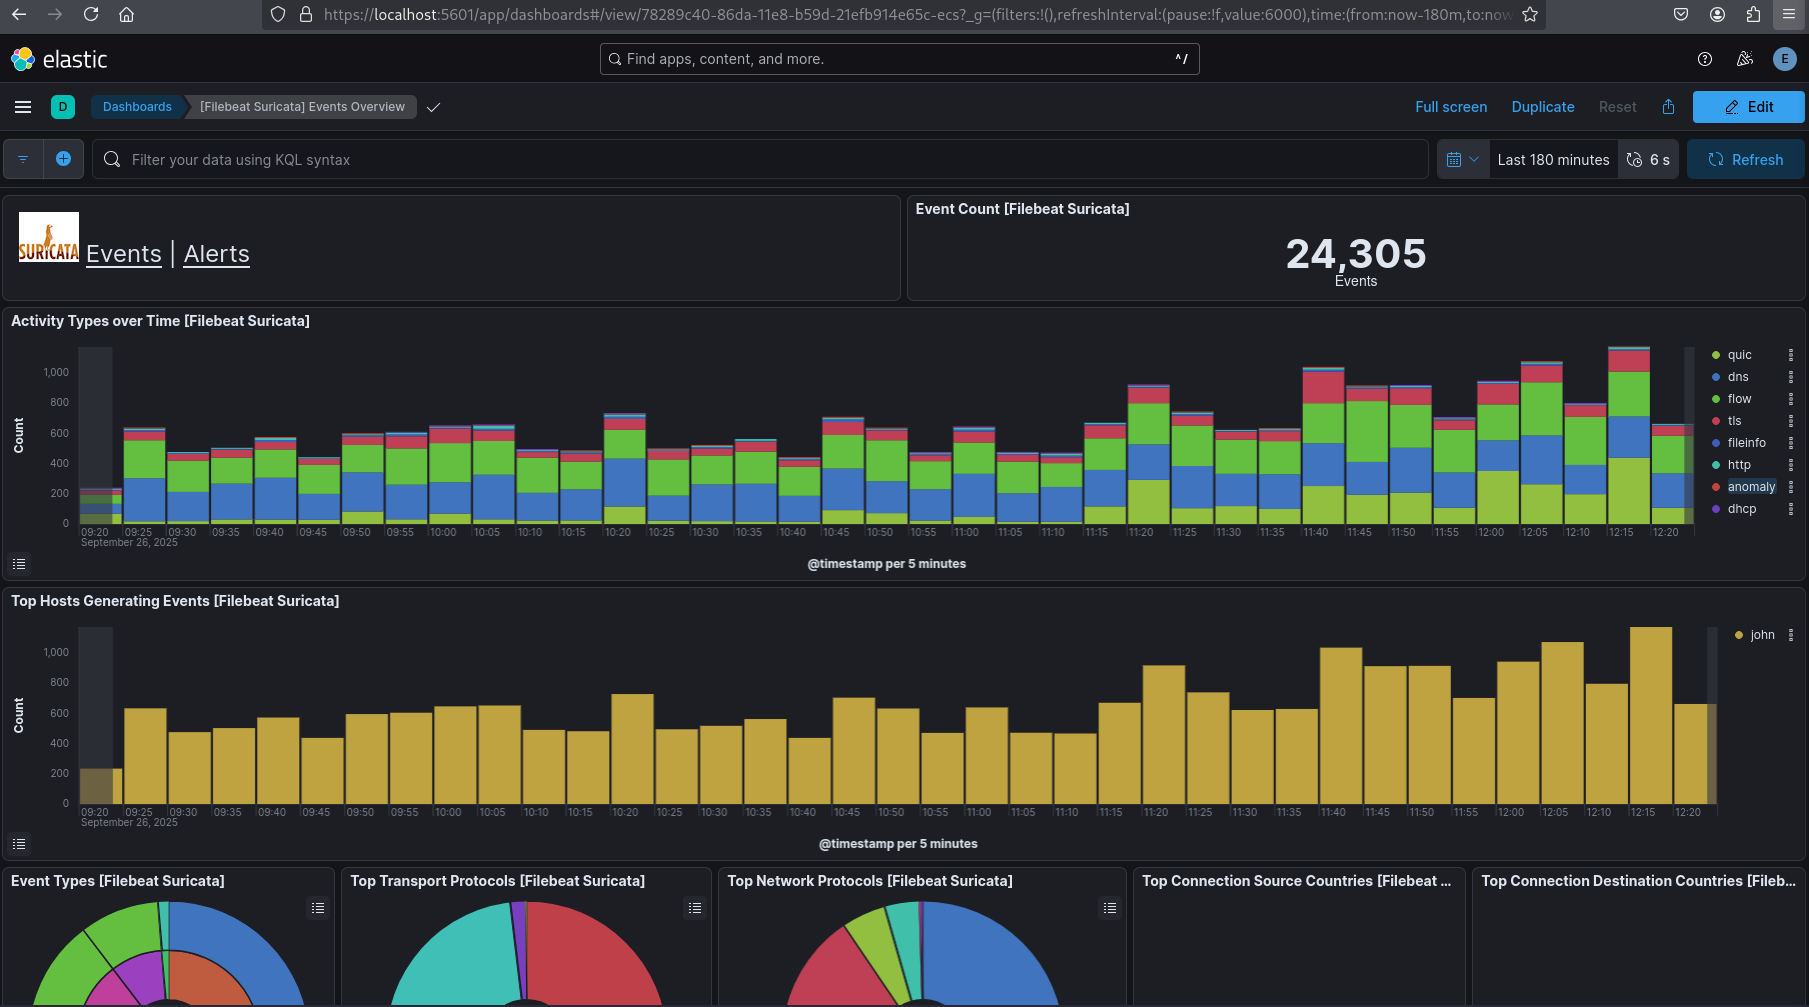 https://localhost:5601/app/dashboards#/view/78289c40-86da-11e8-b59d-21efb914e65c-ecs?_g=(filters:!(),refreshInterval:(pause:!f,value:6000),time:(from:now-180m,to:now
elastic
Find apps, content, and more.
^ /
E
D
Dashboards
[Filebeat Suricata] Events Overview
Full screen
Duplicate
Reset
Edit
Filter your data using KQL syntax
Last 180 minutes
6 s
Refresh
SURICATA
Events | Alerts
Event Count [Filebeat Suricata]
24,305
Events
Activity Types over Time [Filebeat Suricata]
Count
1,000
800
600
400
200
0
09:20 09:25 09:30 09:35 09:40 09:45 09:50 09:55 10:00 10:05 10:10 10:15 10:20 10:25 10:30 10:35 10:40 10:45 10:50 10:55 11:00 11:05 11:10 11:15 11:20 11:25 11:30 11:35 11:40 11:45 11:50 11:55 12:00 12:05 12:10 12:15 12:20
September 26, 2025
@timestamp per 5 minutes
quic
dns
flow
tls
fileinfo
http
anomaly
dhcp
Top Hosts Generating Events [Filebeat Suricata]
Count
1,000
800
600
400
200
0
09:20 09:25 09:30 09:35 09:40 09:45 09:50 09:55 10:00 10:05 10:10 10:15 10:20 10:25 10:30 10:35 10:40 10:45 10:50 10:55 11:00 11:05 11:10 11:15 11:20 11:25 11:30 11:35 11:40 11:45 11:50 11:55 12:00 12:05 12:10 12:15 12:20
September 26, 2025
@timestamp per 5 minutes
john
Event Types [Filebeat Suricata]
Top Transport Protocols [Filebeat Suricata]
Top Network Protocols [Filebeat Suricata]
Top Connection Source Countries [Filebeat ...
Top Connection Destination Countries [Fileb...